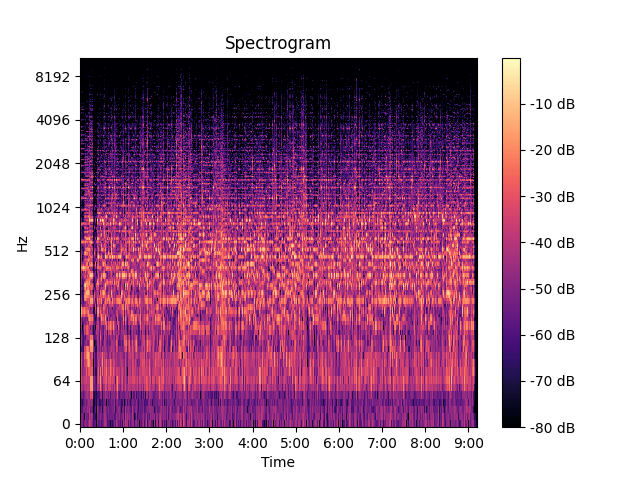 Spectrogram
8192
4096
2048
1024
512
256
128
64
0
Hz
0:00 1:00 2:00 3:00 4:00 5:00 6:00 7:00 8:00 9:00
Time
-10 dB
-20 dB
-30 dB
-40 dB
-50 dB
-60 dB
-70 dB
-80 dB